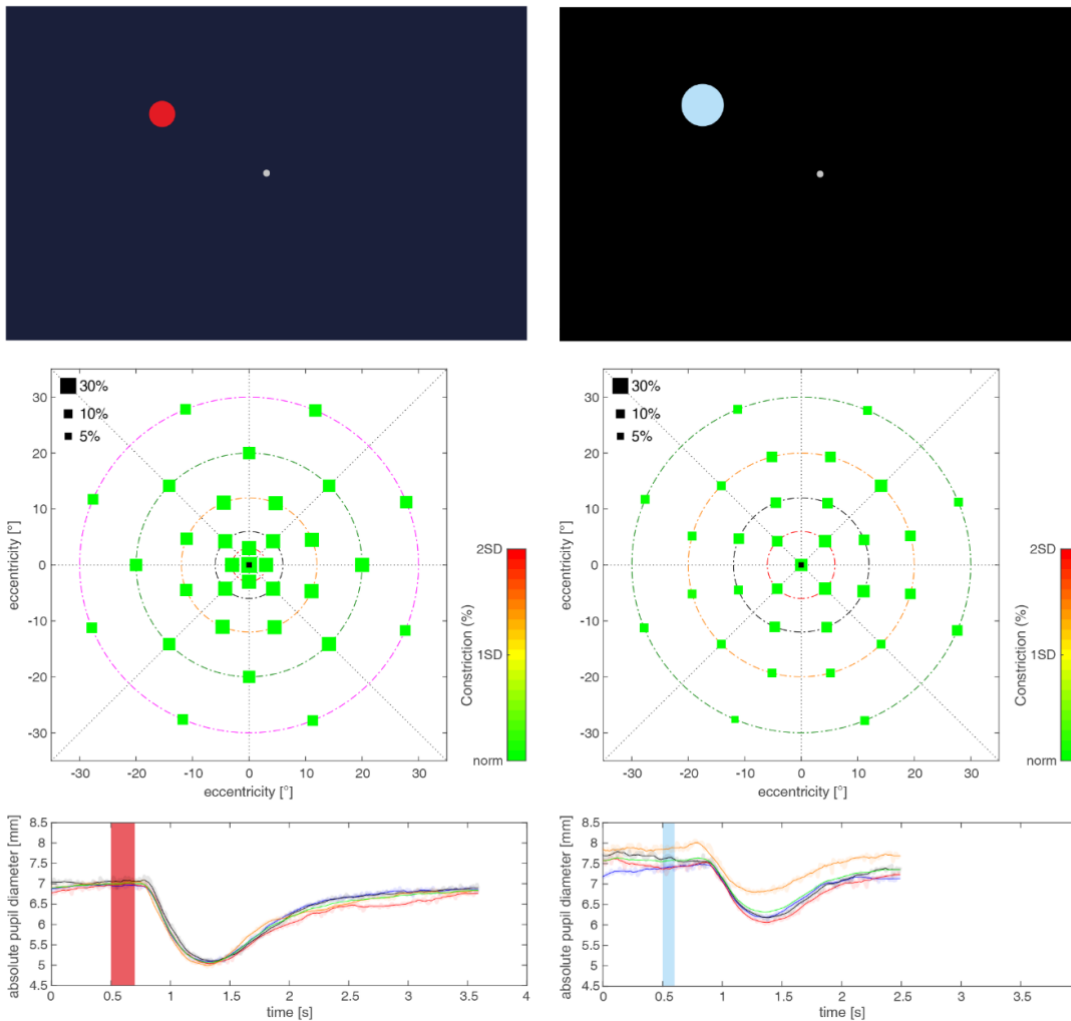 30%
10%
5%
30
20
10
0
-10
-20
-30
eccentricity [°]
-30 -20 -10 0 10 20 30
eccentricity [°]
2SD
1SD
norm
Constriction (%)
30%
10%
5%
30
20
10
0
-10
-20
-30
eccentricity [°]
-30 -20 -10 0 10 20 30
eccentricity [°]
2SD
1SD
norm
Constriction (%)
8.5
8
7.5
7
6.5
6
5.5
5
4.5
absolute pupil diameter [mm]
0 0.5 1 1.5 2 2.5 3 3.5 4
time [s]
8.5
8
7.5
7
6.5
6
5.5
5
4.5
absolute pupil diameter [mm]
0 0.5 1 1.5 2 2.5 3 3.5 4
time [s]